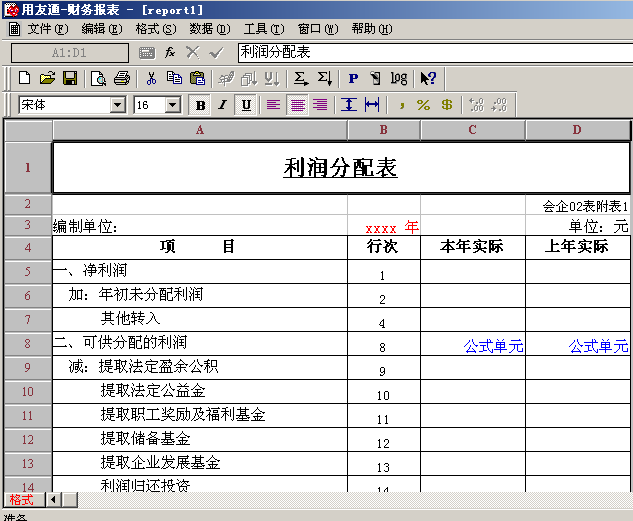 用友通-财务报表 - [report1]
文件(F) 编辑(E) 格式(S) 数据(D) 工具(T) 窗口(W) 帮助(H)
A1:D1 fx 利润分配表
Σ Σ P log
宋体 16 B I U , % $
A B C D
1 利润分配表
2 会企02表附表1
3 编制单位: xxxx 年 单位: 元
4 项 目 行次 本年实际 上年实际
5 一、净利润 1
6 加: 年初未分配利润 2
7 其他转入 4
8 二、可供分配的利润 8 公式单元 公式单元
9 减: 提取法定盈余公积 9
10 提取法定公益金 10
11 提取职工奖励及福利基金 11
12 提取储备基金 12
13 提取企业发展基金 13
14 利润归还投资 14
格式
准备